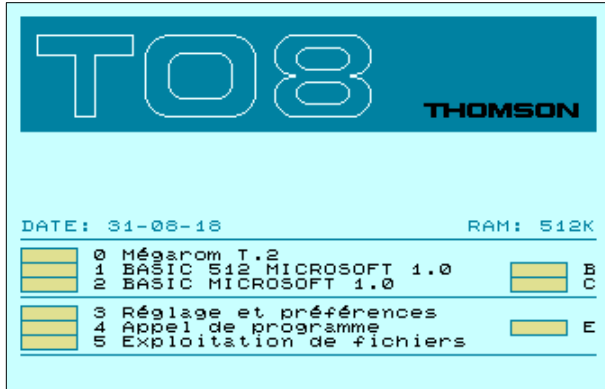 TO8
THOMSON
DATE: 31-08-18 RAM: 512K
0 Mégarom T.2
1 BASIC 512 MICROSOFT 1.0 B
2 BASIC MICROSOFT 1.0 C
3 Réglage et préférences
4 Appel de programme E
5 Exploitation de fichiers